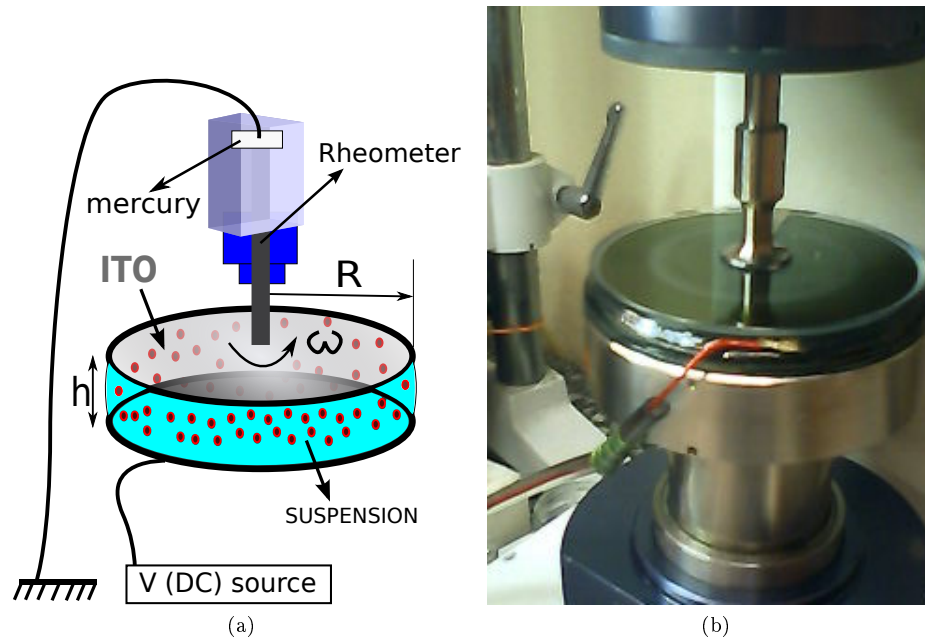 Rheometer
mercury
ITO
R
ω
h
SUSPENSION
V (DC) source
(a)
(b)